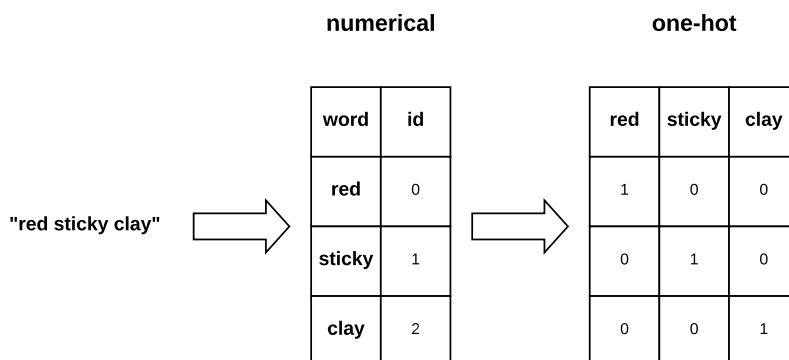 numerical one-hot
word id red sticky clay
red 0 1 0 0
"red sticky clay"
sticky 1 0 1 0
clay 2 0 0 1